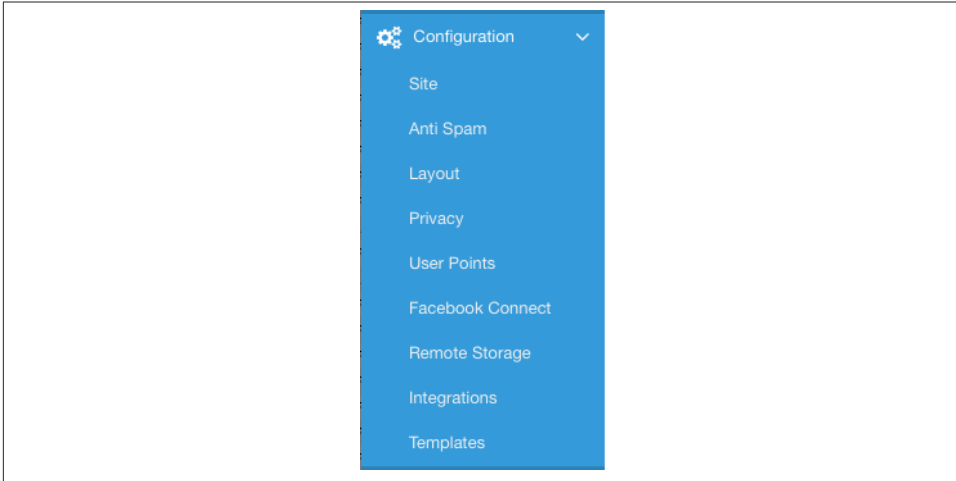 Configuration
Site
Anti Spam
Layout
Privacy
User Points
Facebook Connect
Remote Storage
Integrations
Templates